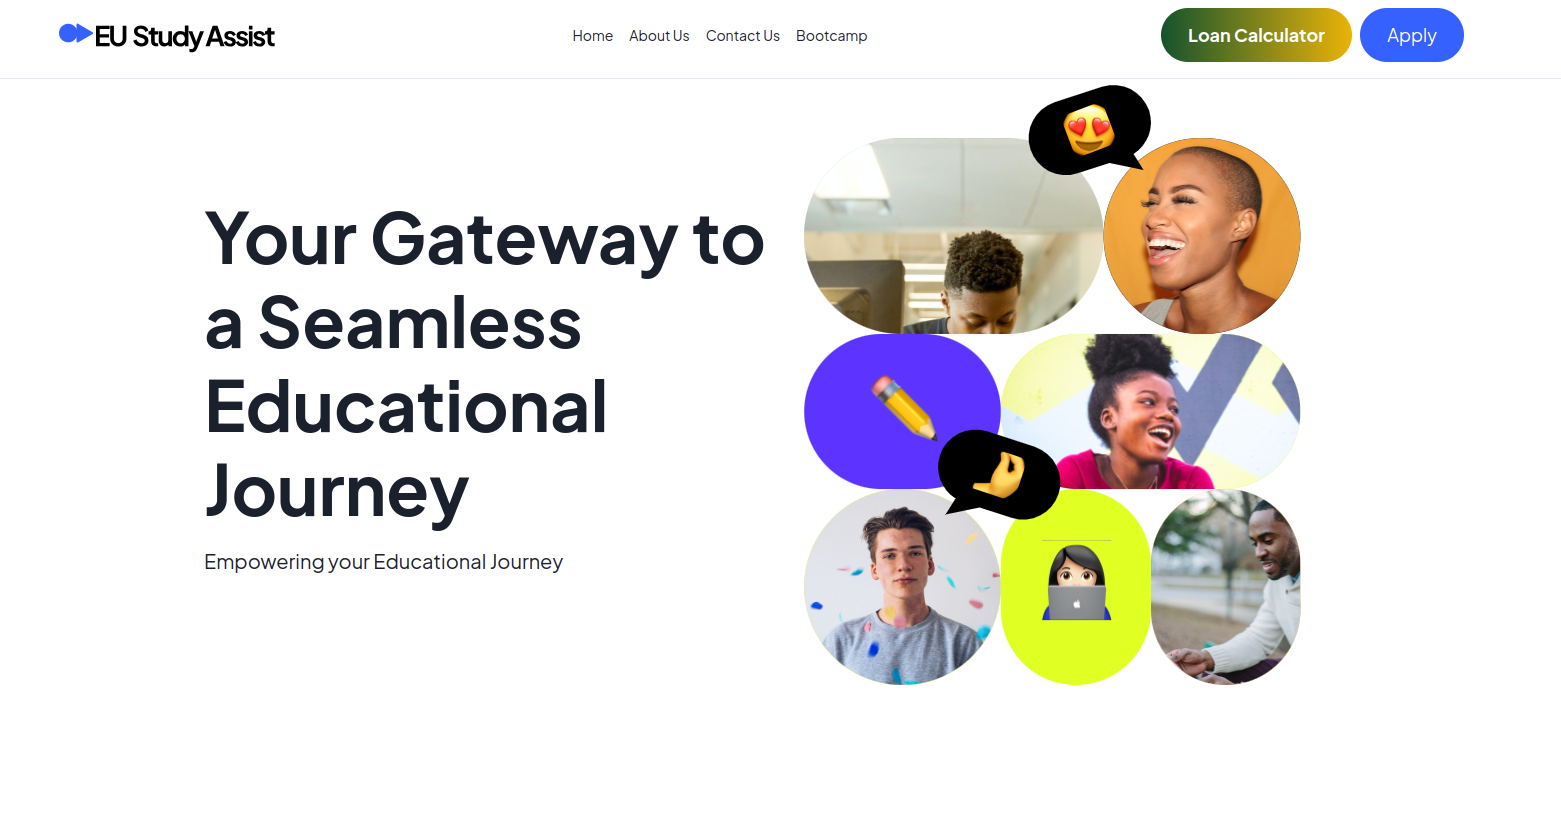 EU Study Assist
Home About Us Contact Us Bootcamp
Loan Calculator
Apply
Your Gateway to
a Seamless
Educational
Journey
Empowering your Educational Journey